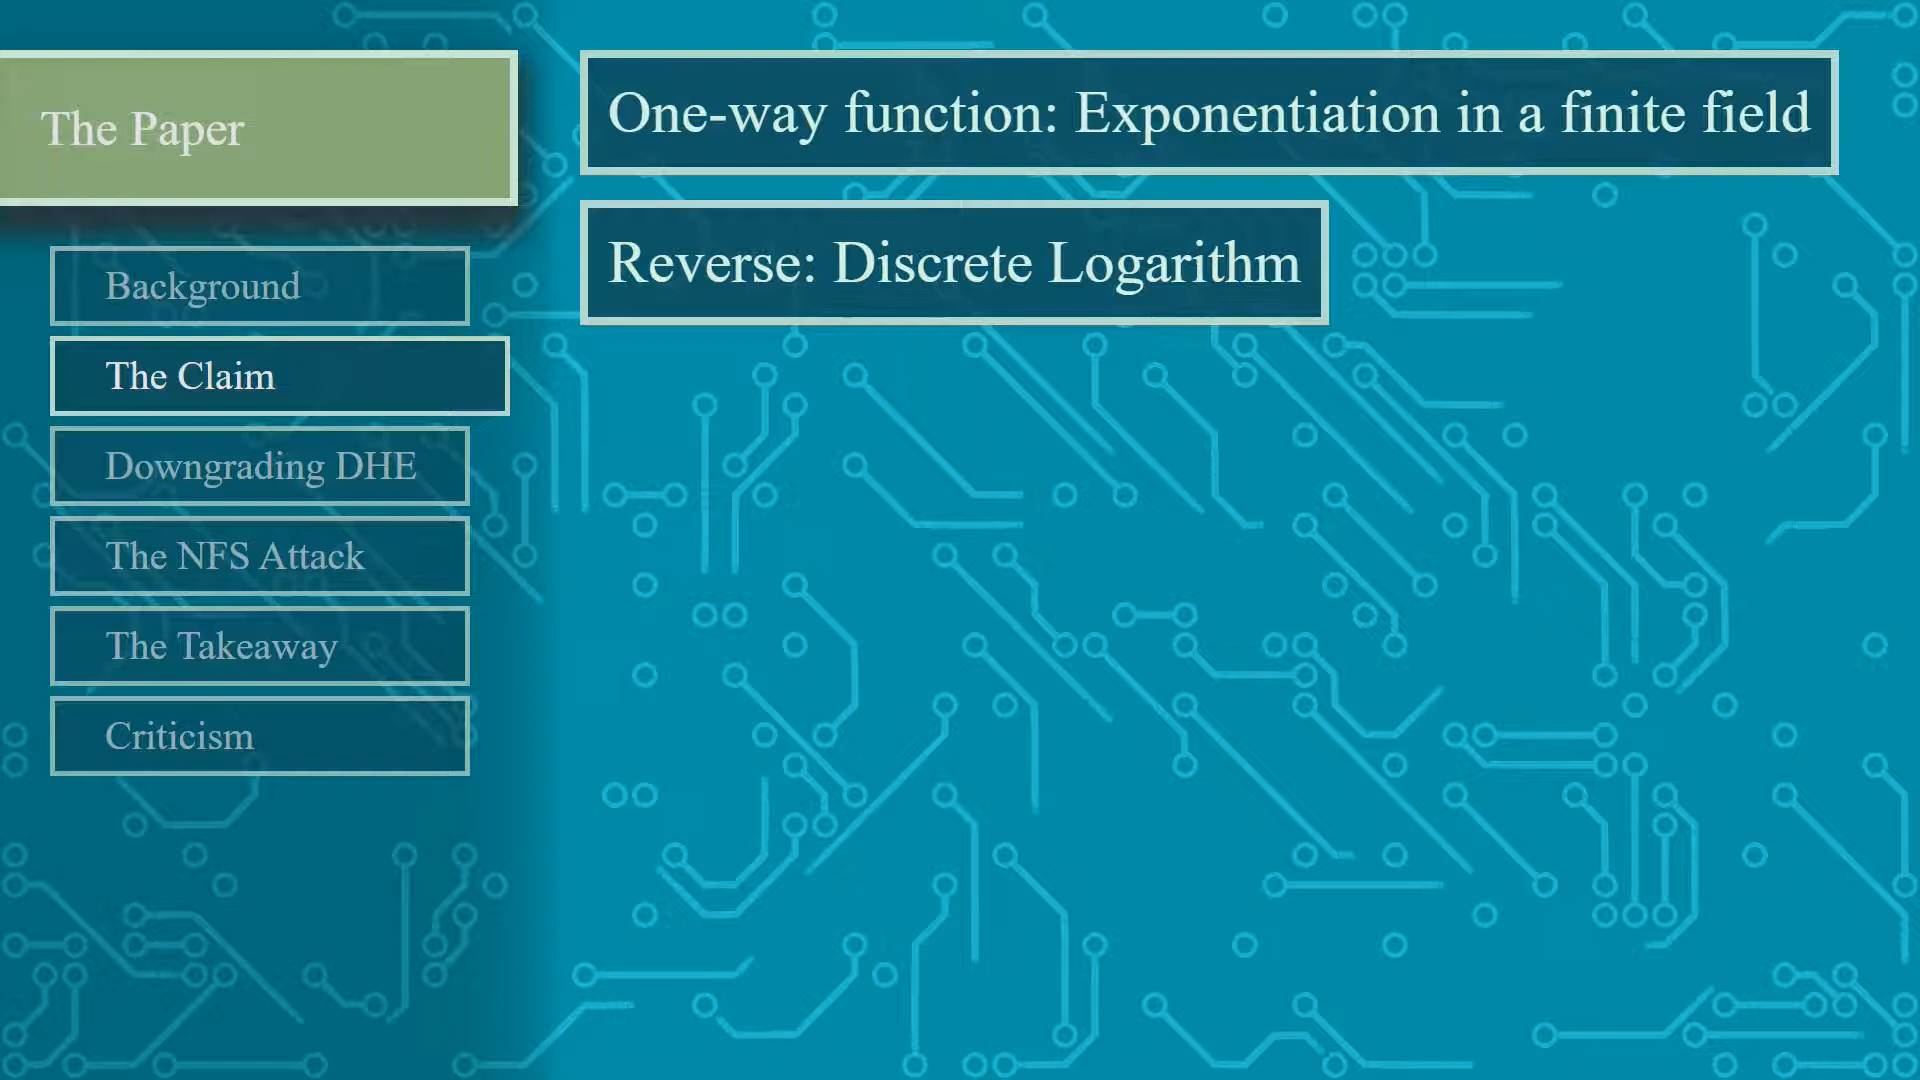 The Paper
Background
The Claim
Downgrading DHE
The NFS Attack
The Takeaway
Criticism
One-way function: Exponentiation in a finite field
Reverse: Discrete Logarithm